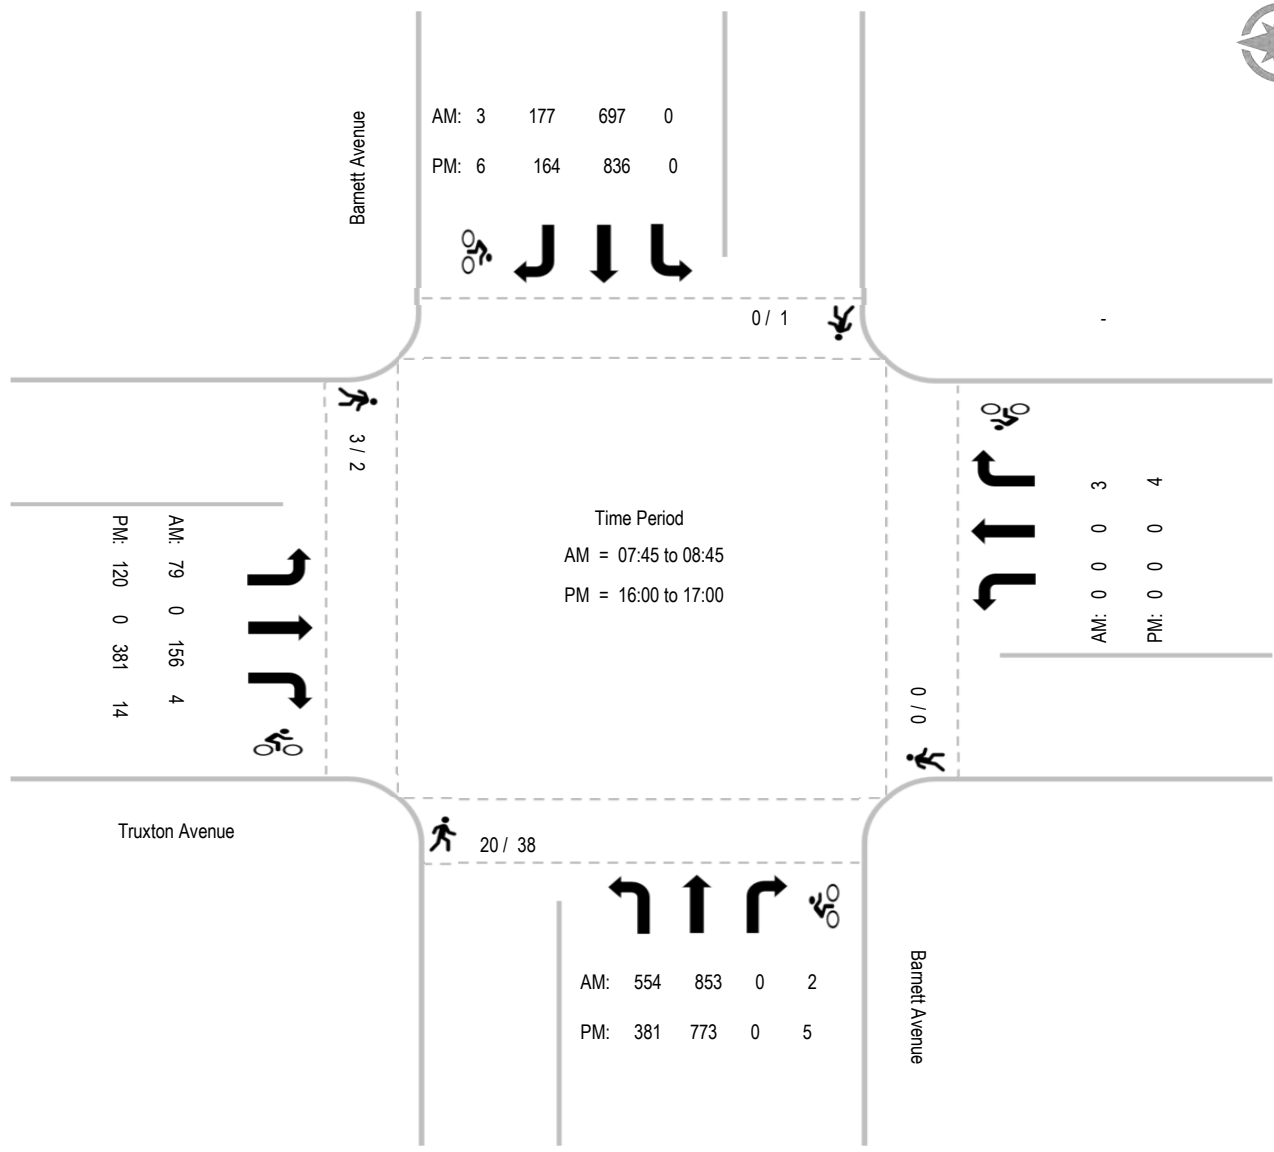 Barnett Avenue
AM: 3 177 697 0
PM: 6 164 836 0
0 / 1
-
3 / 2
AM: 79 0 156 4
PM: 120 0 381 14
Time Period
AM = 07:45 to 08:45
PM = 16:00 to 17:00
AM: 0 0 0 3
PM: 0 0 0 4
0 / 0
Truxton Avenue
20 / 38
AM: 554 853 0 2
PM: 381 773 0 5
Barnett Avenue